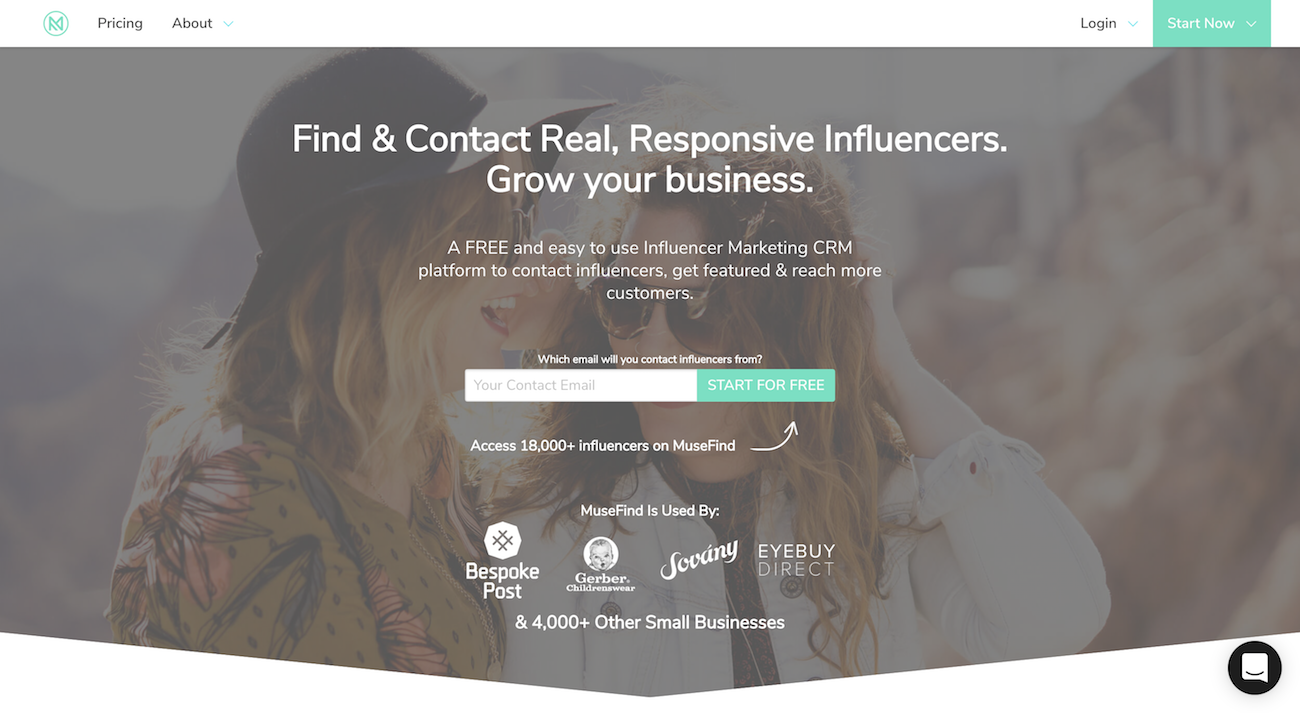 Pricing
About
Login
Start Now
Find & Contact Real, Responsive Influencers.
Grow your business.
A FREE and easy to use Influencer Marketing CRM
platform to contact influencers, get featured & reach more
customers.
Which email will you contact influencers from?
Your Contact Email
START FOR FREE
Access 18,000+ influencers on MuseFind
MuseFind Is Used By:
Bespoke
Post
Gerber®
Childrenswear
Jovány
EYEBUY
DIRECT
& 4,000+ Other Small Businesses